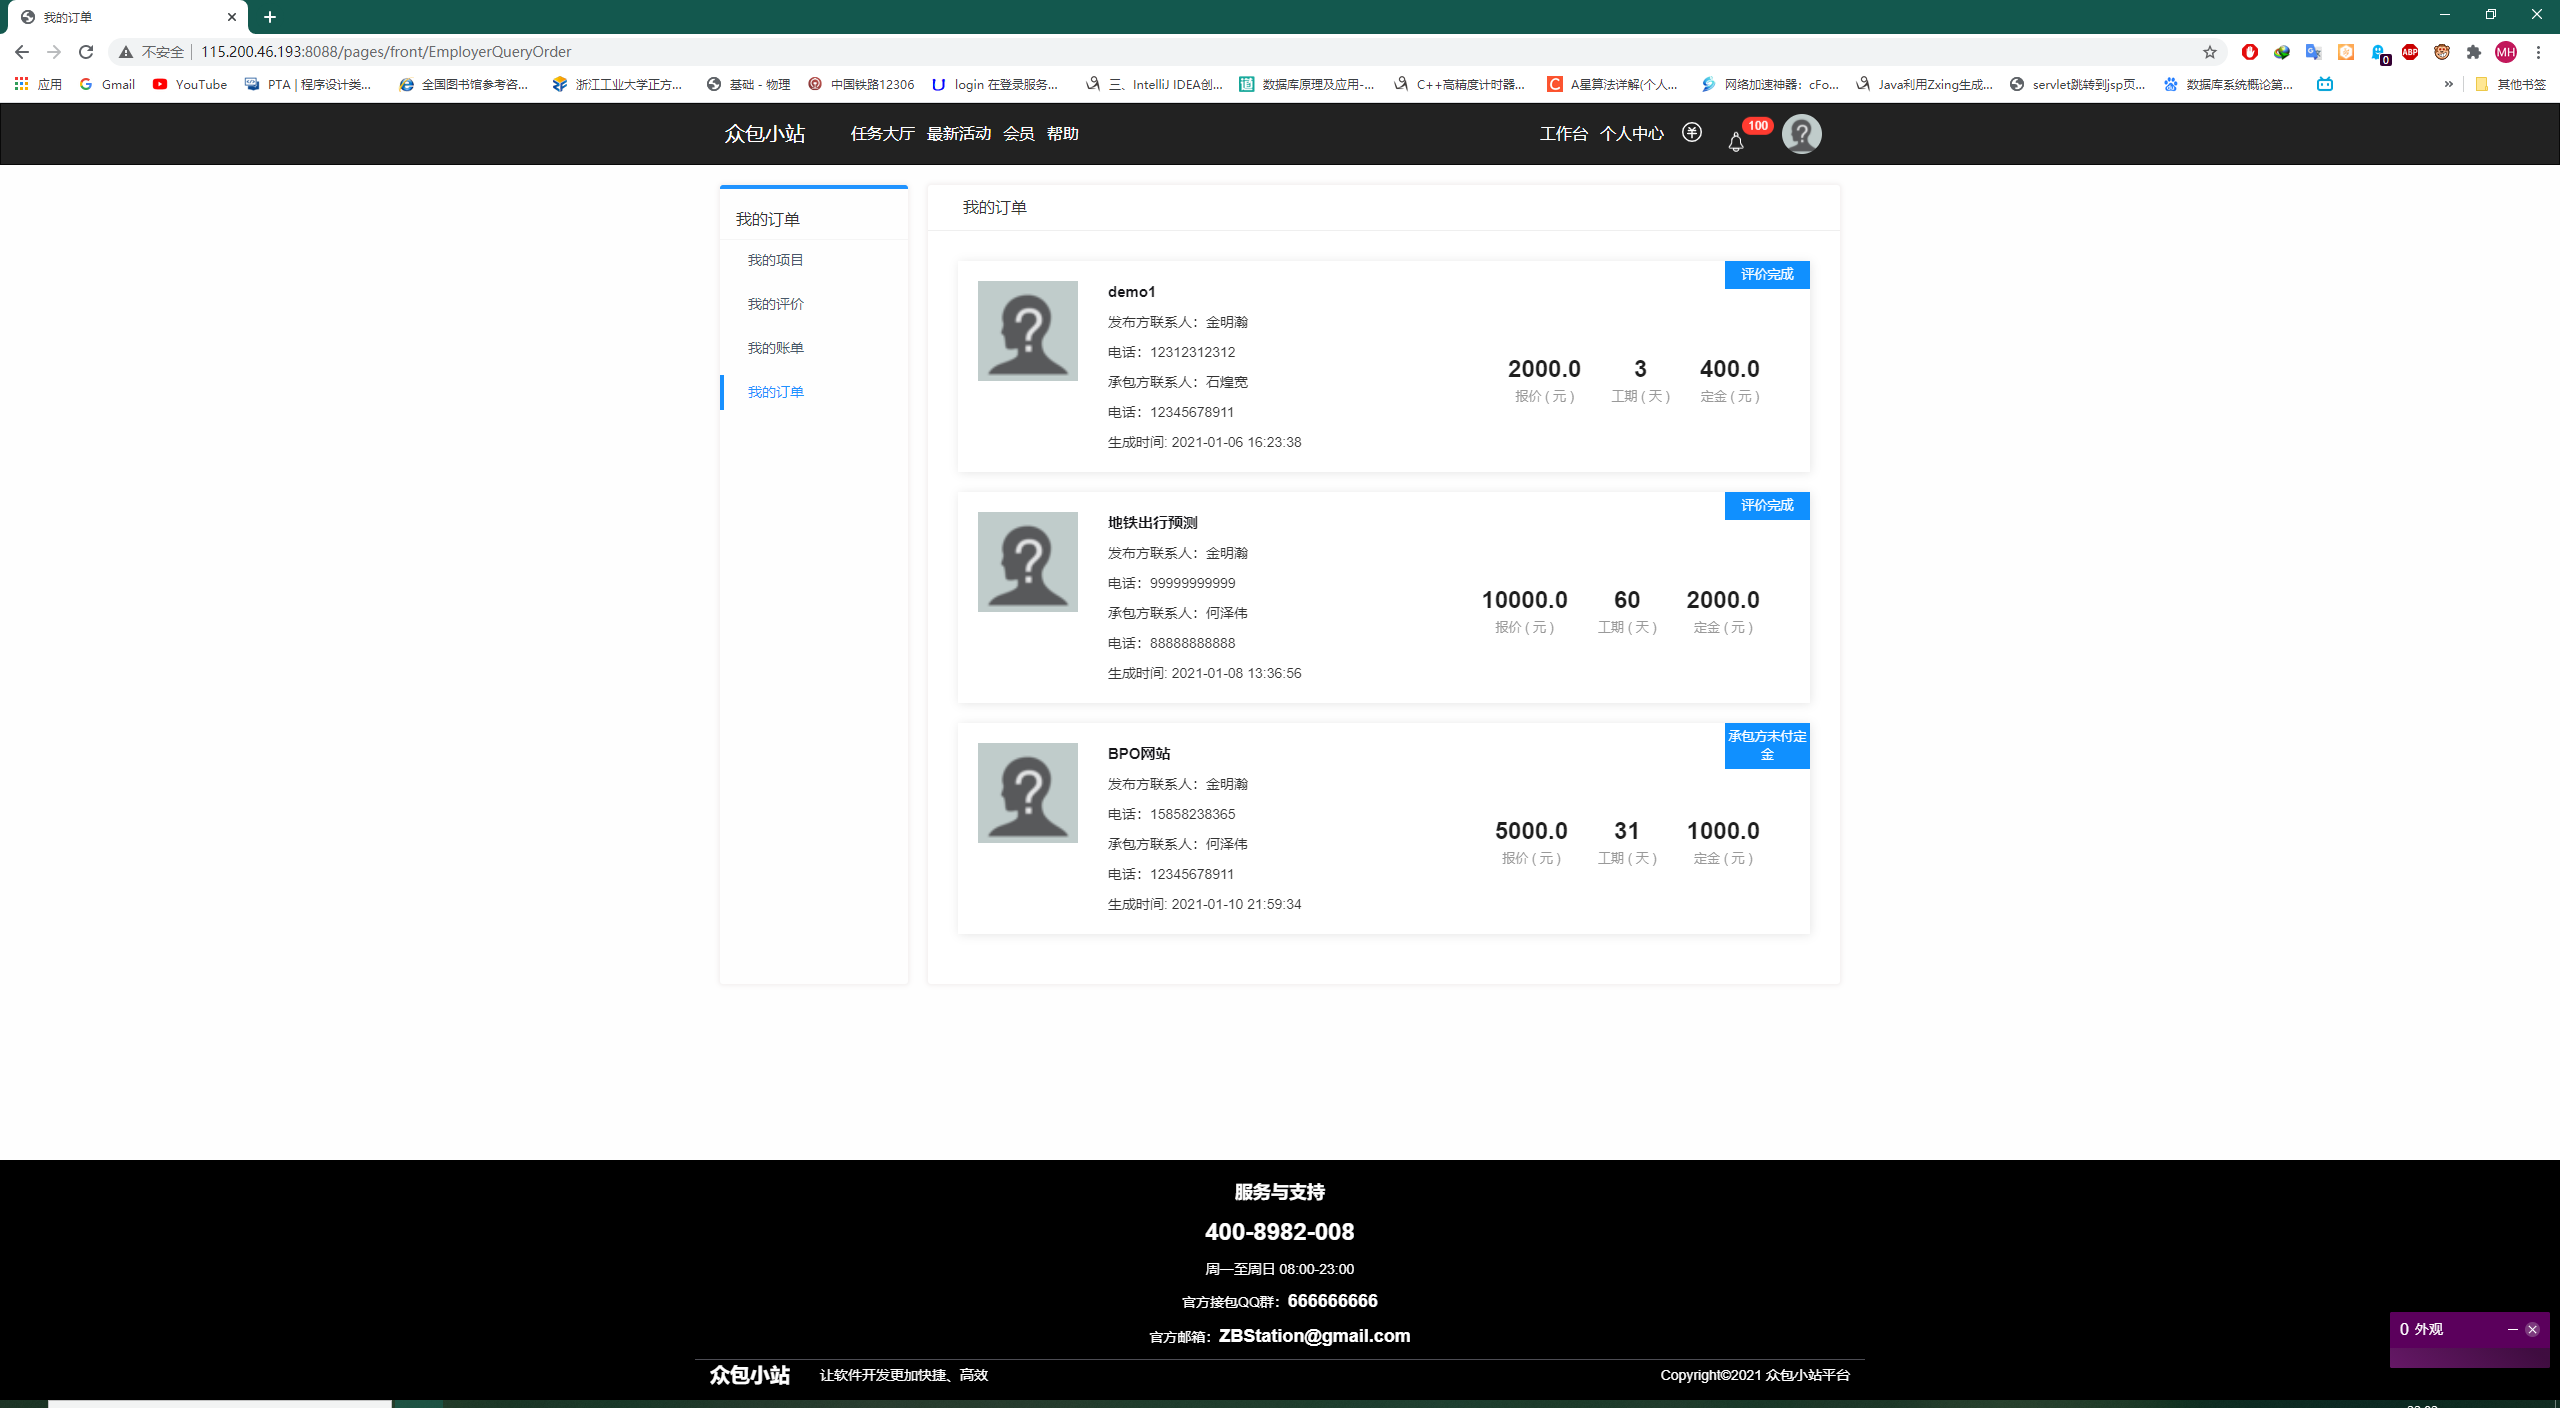 我的订单
不安全 115.200.46.193:8088/pages/front/EmployerQueryOrder
MH
ABP
0
应用 Gmail YouTube PTA | 程序设计类... 全国图书馆参考咨... 浙江工业大学正方... 基础 - 物理 中国铁路12306 login 在登录服务... 三、IntelliJ IDEA创... 数据库原理及应用-... C++高精度计时器... A星算法详解(个人... 网络加速神器：cFo... Java利用Zxing生成... servlet跳转到jsp页... 数据库系统概论第... » 其他书签
众包小站 任务大厅 最新活动 会员 帮助 工作台 个人中心 100
我的订单
我的项目
我的评价
我的账单
我的订单
我的订单
评价完成
demo1
发布方联系人：金明瀚
电话：12312312312
承包方联系人：石煌宽
电话：12345678911
生成时间: 2021-01-06 16:23:38
2000.0 3 400.0
报价 ( 元 ) 工期 ( 天 ) 定金 ( 元 )
评价完成
地铁出行预测
发布方联系人：金明瀚
电话：99999999999
承包方联系人：何泽伟
电话：88888888888
生成时间: 2021-01-08 13:36:56
10000.0 60 2000.0
报价 ( 元 ) 工期 ( 天 ) 定金 ( 元 )
承包方未付定
金
BPO网站
发布方联系人：金明瀚
电话：15858238365
承包方联系人：何泽伟
电话：12345678911
生成时间: 2021-01-10 21:59:34
5000.0 31 1000.0
报价 ( 元 ) 工期 ( 天 ) 定金 ( 元 )
服务与支持
400-8982-008
周一至周日 08:00-23:00
官方接包QQ群：666666666
官方邮箱：ZBStation@gmail.com
众包小站 让软件开发更加快捷、高效 Copyright©2021 众包小站平台
0 外观